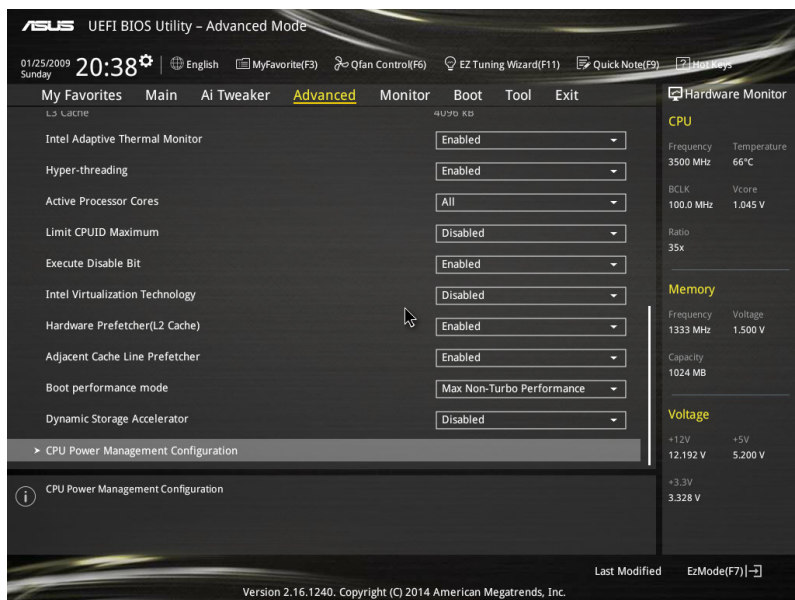 ASUS UEFI BIOS Utility – Advanced Mode
01/25/2009
Sunday
20:38
English
MyFavorite(F3)
Qfan Control(F6)
EZ Tuning Wizard(F11)
Quick Note(F9)
Hot Keys
My Favorites Main Ai Tweaker Advanced Monitor Boot Tool Exit
L3 Cache 4096 kB
Intel Adaptive Thermal Monitor Enabled
Hyper-threading Enabled
Active Processor Cores All
Limit CPUID Maximum Disabled
Execute Disable Bit Enabled
Intel Virtualization Technology Disabled
Hardware Prefetcher(L2 Cache) Enabled
Adjacent Cache Line Prefetcher Enabled
Boot performance mode Max Non-Turbo Performance
Dynamic Storage Accelerator Disabled
> CPU Power Management Configuration
CPU Power Management Configuration
Hardware Monitor
CPU
Frequency Temperature
3500 MHz 66°C
BCLK Vcore
100.0 MHz 1.045 V
Ratio
35x
Memory
Frequency Voltage
1333 MHz 1.500 V
Capacity
1024 MB
Voltage
+12V +5V
12.192 V 5.200 V
+3.3V
3.328 V
Last Modified EzMode(F7)
Version 2.16.1240. Copyright (C) 2014 American Megatrends, Inc.